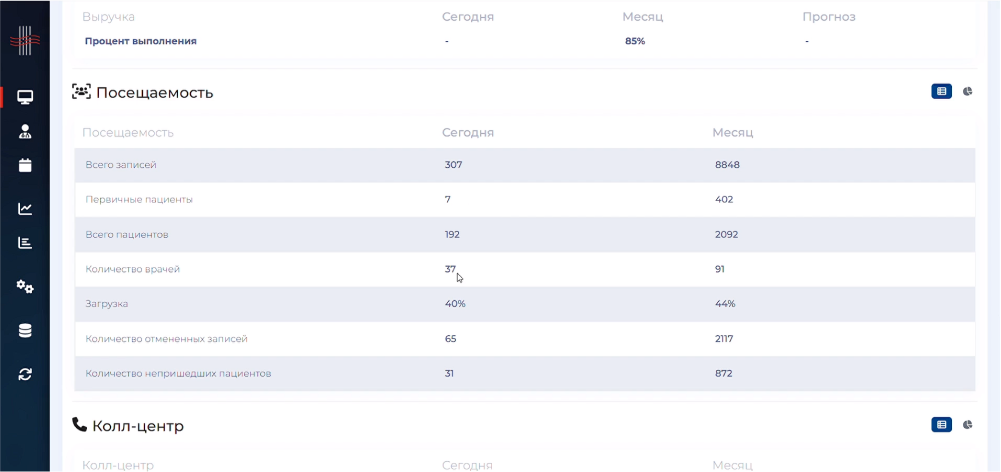 Выручка Сегодня Месяц Прогноз
Процент выполнения - 85% -
Посещаемость
Посещаемость Сегодня Месяц
Всего записей 307 8848
Первичные пациенты 7 402
Всего пациентов 192 2092
Количество врачей 37 91
Загрузка 40% 44%
Количество отмененных записей 65 2117
Количество непришедших пациентов 31 872
Колл-центр
Колл-центр Сегодня Месяц